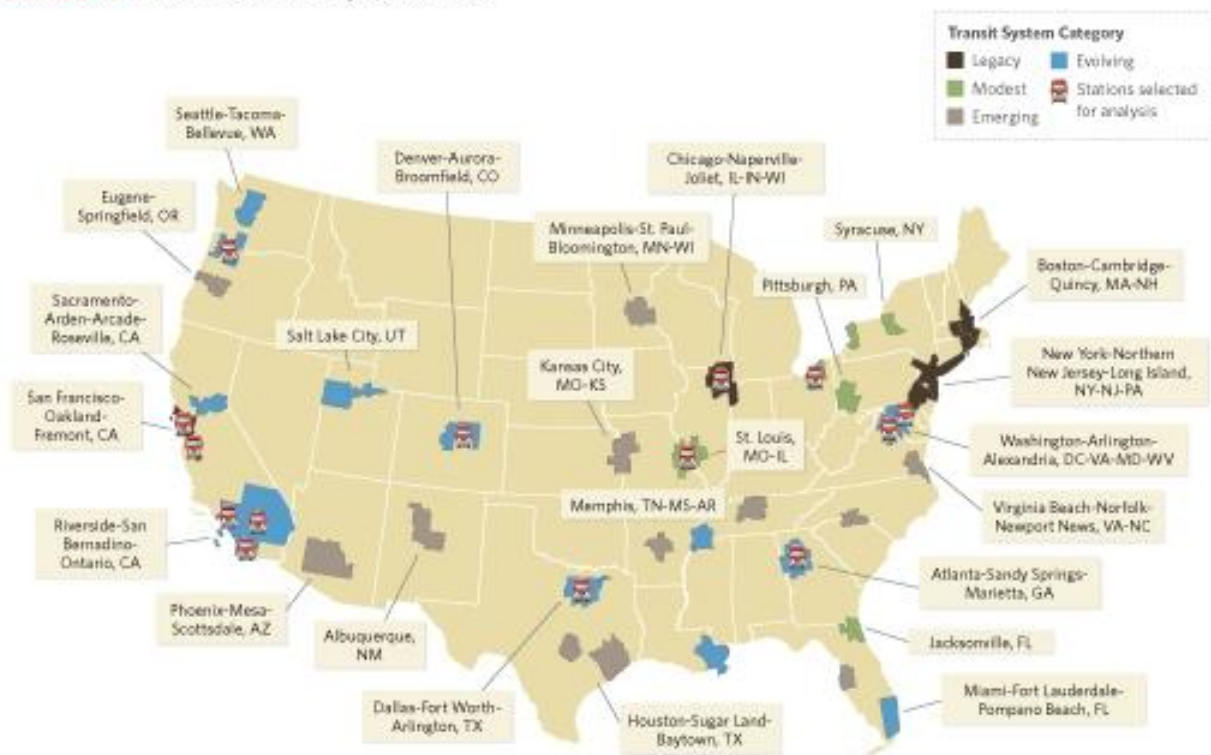 Transit System Category
Legacy
Evolving
Modest
Stations selected
for analysis
Emerging
Seattle-Tacoma-
Bellevue, WA
Denver-Aurora-
Broomfield, CO
Chicago-Naperville-
Joliet, IL-IN-WI
Eugene-
Springfield, OR
Minneapolis-St. Paul-
Bloomington, MN-WI
Syracuse, NY
Boston-Cambridge-
Quincy, MA-NH
Pittsburgh, PA
Sacramento-
Arden-Arcade-
Roseville, CA
Salt Lake City, UT
Kansas City,
MO-KS
New York-Northern
New Jersey-Long Island,
NY-NJ-PA
San Francisco-
Oakland-
Fremont, CA
St. Louis,
MO-IL
Washington-Arlington-
Alexandria, DC-VA-MD-WV
Memphis, TN-MS-AR
Virginia Beach-Norfolk-
Newport News, VA-NC
Riverside-San
Bernadino-
Ontario, CA
Atlanta-Sandy Springs-
Marietta, GA
Phoenix-Mesa-
Scottsdale, AZ
Albuquerque,
NM
Jacksonville, FL
Dallas-Fort Worth-
Arlington, TX
Houston-Sugar Land-
Baytown, TX
Miami-Fort Lauderdale-
Pompano Beach, FL